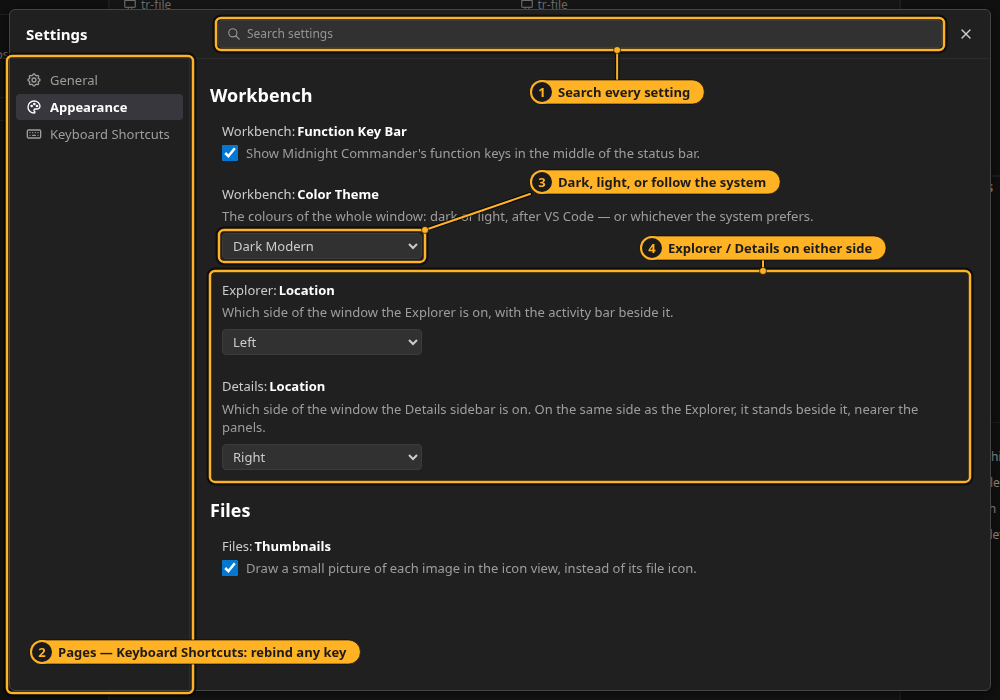 tr-file
tr-file
Settings
Search settings
1 Search every setting
General
Appearance
Keyboard Shortcuts
Workbench
Workbench: Function Key Bar
Show Midnight Commander's function keys in the middle of the status bar.
3 Dark, light, or follow the system
Workbench: Color Theme
The colours of the whole window: dark or light, after VS Code — or whichever the system prefers.
Dark Modern
4 Explorer / Details on either side
Explorer: Location
Which side of the window the Explorer is on, with the activity bar beside it.
Left
Details: Location
Which side of the window the Details sidebar is on. On the same side as the Explorer, it stands beside it, nearer the
panels.
Right
Files
Files: Thumbnails
Draw a small picture of each image in the icon view, instead of its file icon.
2 Pages — Keyboard Shortcuts: rebind any key